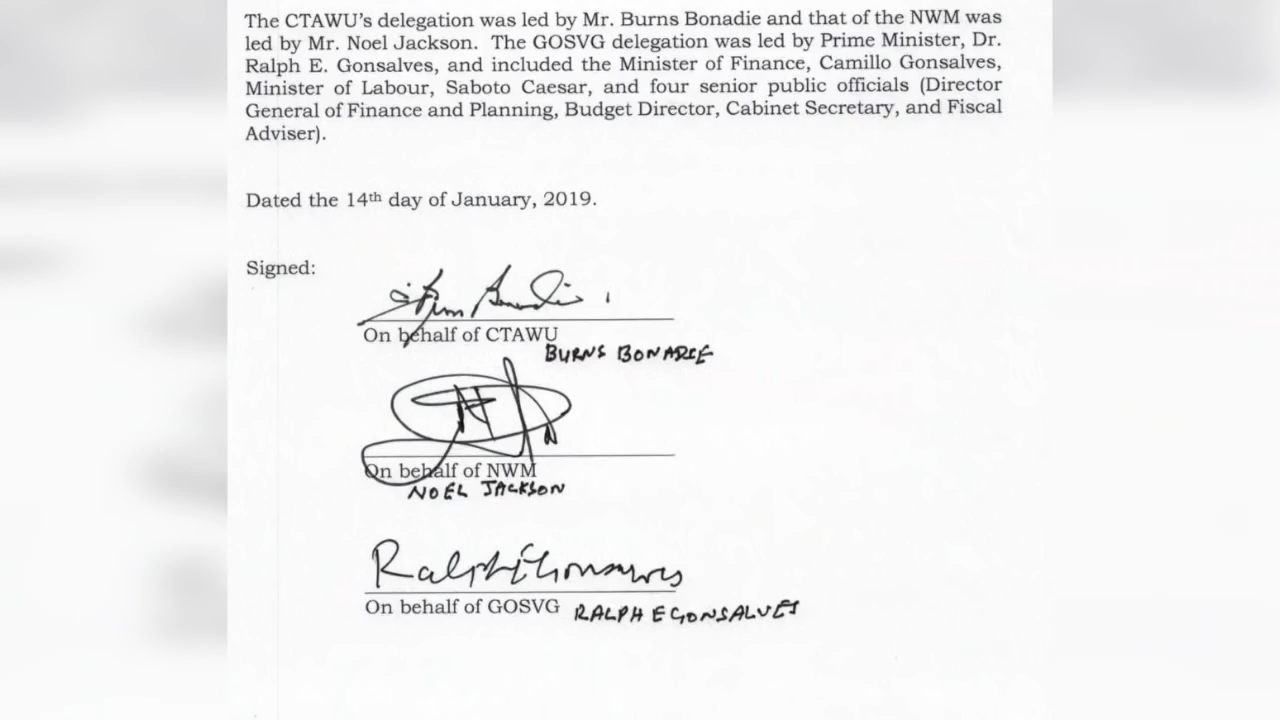 The CTAWU's delegation was led by Mr. Burns Bonadie and that of the NWM was
led by Mr. Noel Jackson. The GOSVG delegation was led by Prime Minister, Dr.
Ralph E. Gonsalves, and included the Minister of Finance, Camillo Gonsalves,
Minister of Labour, Saboto Caesar, and four senior public officials (Director
General of Finance and Planning, Budget Director, Cabinet Secretary, and Fiscal
Adviser).
Dated the 14th day of January, 2019.
Signed:
On behalf of CTAWU
BURNS BONADIE
On behalf of NWM
NOEL JACKSON
Ralph E Gonsalves
On behalf of GOSVG RALPH E GONSALVES